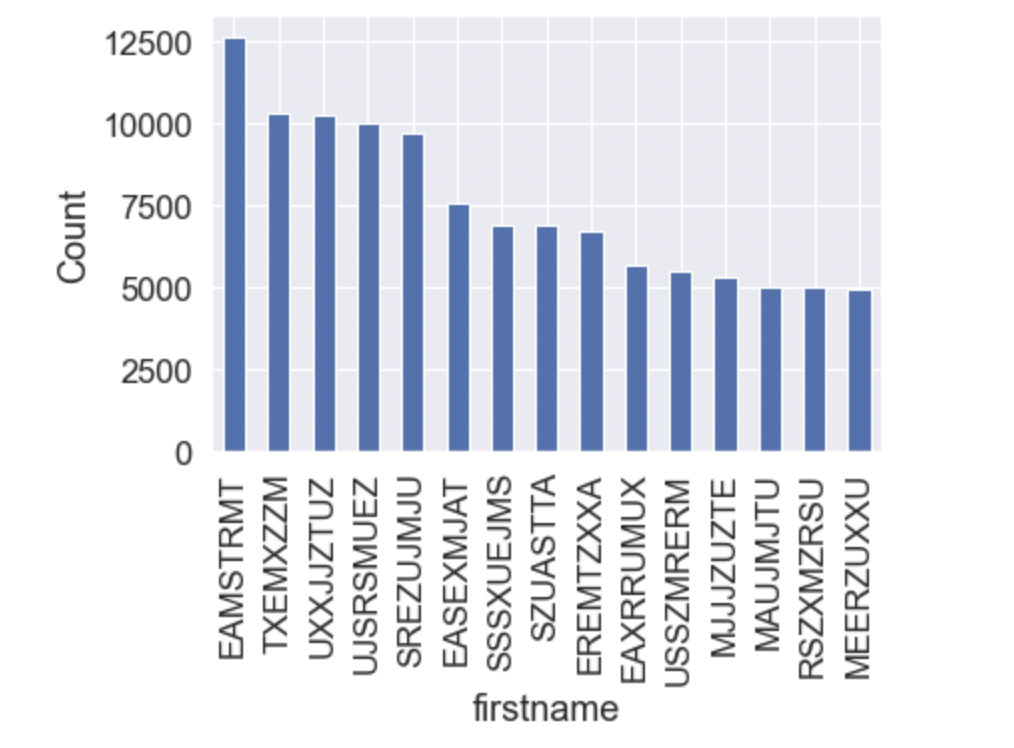 12500
10000
7500
5000
2500
0
Count
EAMSTRMT
TXEMXZZM
UXXJJZTUZ
UJSRSMUEZ
SREZUJMJU
EASEXMJAT
SSSXUEJMS
SZUASTTA
EREMTZXXA
EAXRRUMUX
USSZMRERM
MJJJZUZTE
MAUJMJTU
RSZXMZRSU
MEERZUXXU
firstname